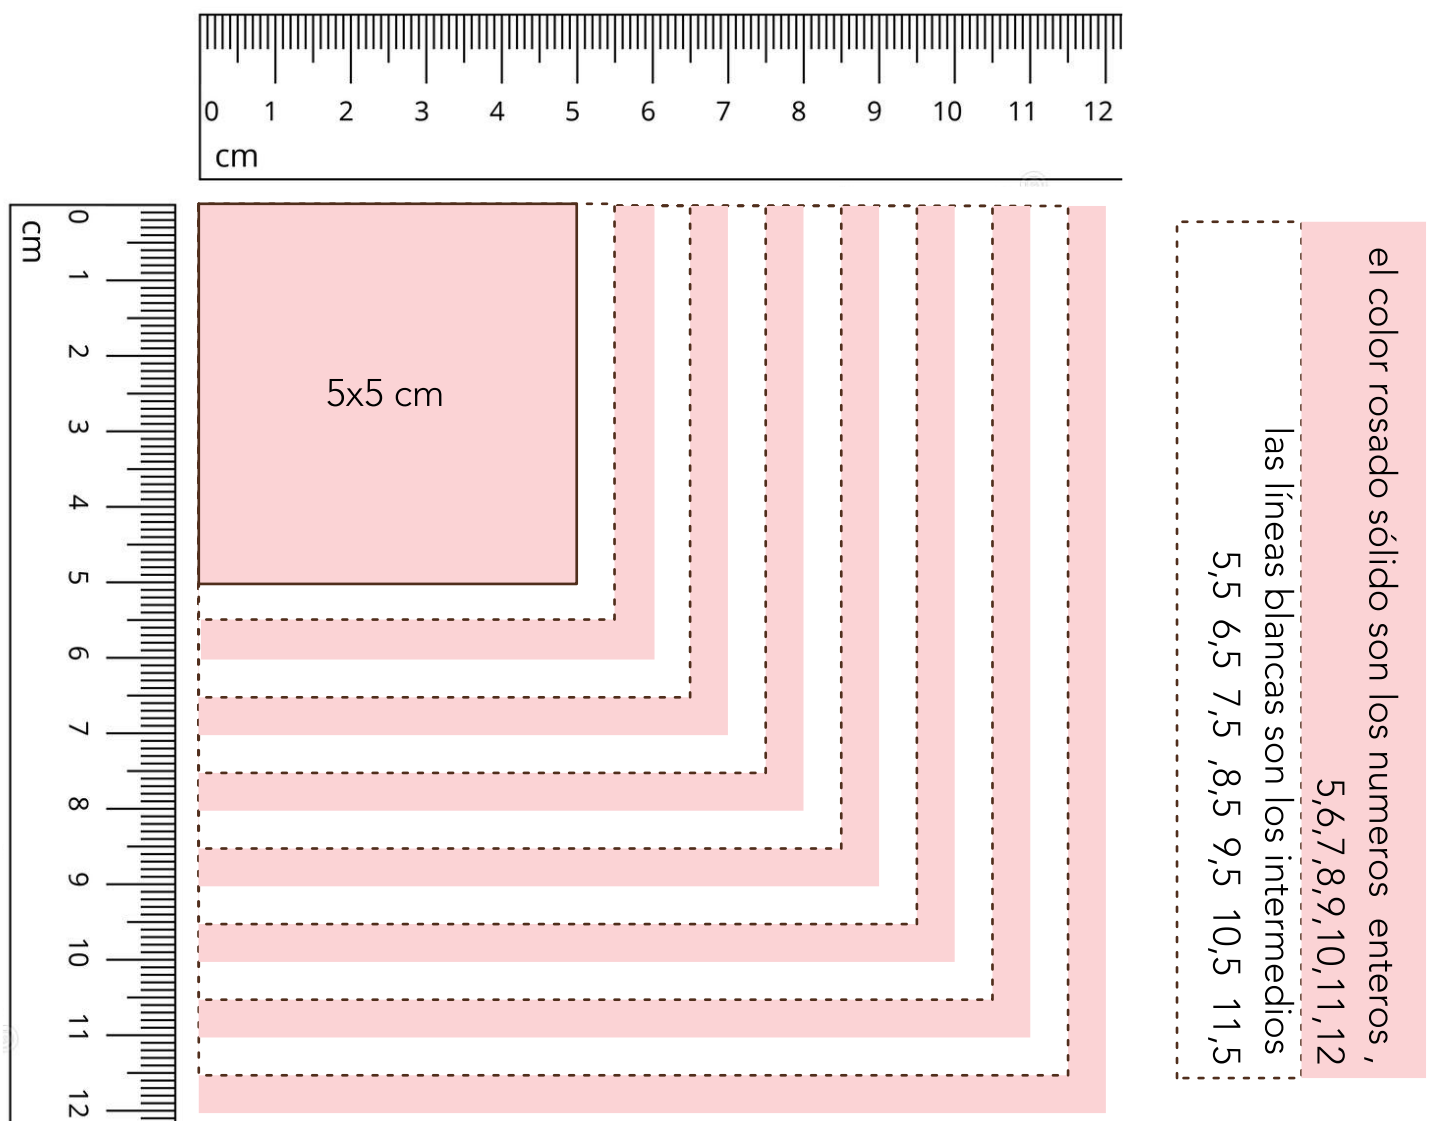 0 1 2 3 4 5 6 7 8 9 10 11 12
cm
cm
0
1
2
3
4
5
6
7
8
9
10
11
12
5x5 cm
el color rosado sólido son los numeros enteros ,
5,6,7,8,9,10,11,12
las líneas blancas son los intermedios
5,5 6,5 7,5 ,8,5 9,5 10,5 11,5